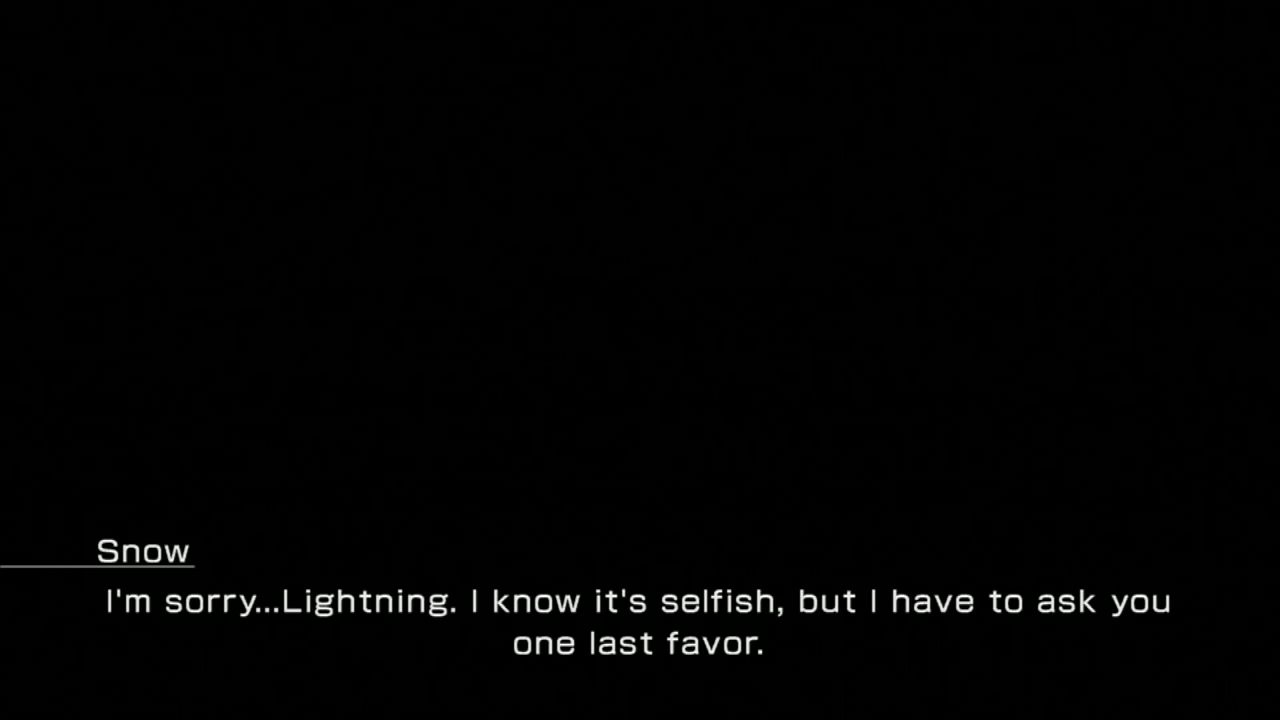 Snow
I'm sorry...Lightning. I know it's selfish, but I have to ask you
one last favor.